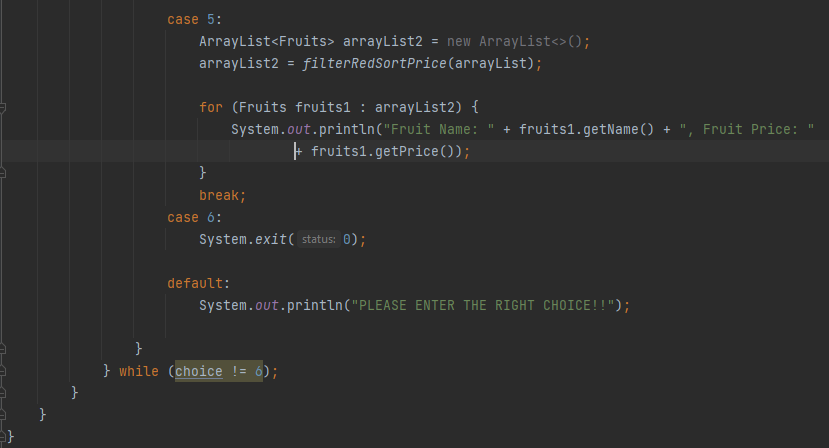 case 5:
ArrayList<Fruits> arrayList2 = new ArrayList<>();
arrayList2 = filterRedSortPrice(arrayList);
for (Fruits fruits1 : arrayList2) {
System.out.println("Fruit Name: " + fruits1.getName() + ", Fruit Price: "
+ fruits1.getPrice());
}
break;
case 6:
System.exit( status: 0);
default:
System.out.println("PLEASE ENTER THE RIGHT CHOICE!!");
}
} while (choice != 6);
}
}
}